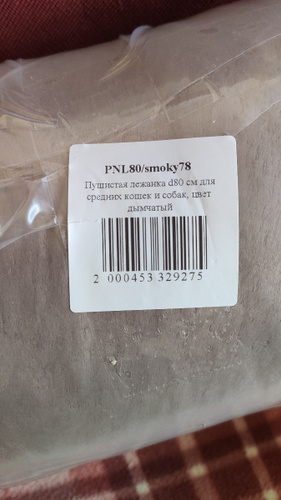 PNL80/smoky78
Пушистая лежанка d80 см для
средних кошек и собак, цвет
дымчатый
2 000453 329275